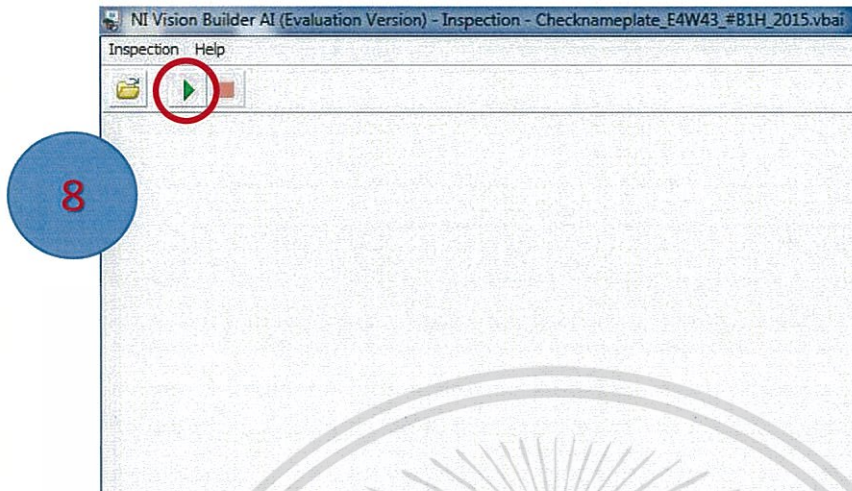 NI Vision Builder AI (Evaluation Version) - Inspection - Checknameplate_E4W43_#B1H_2015.vbai
Inspection Help
8